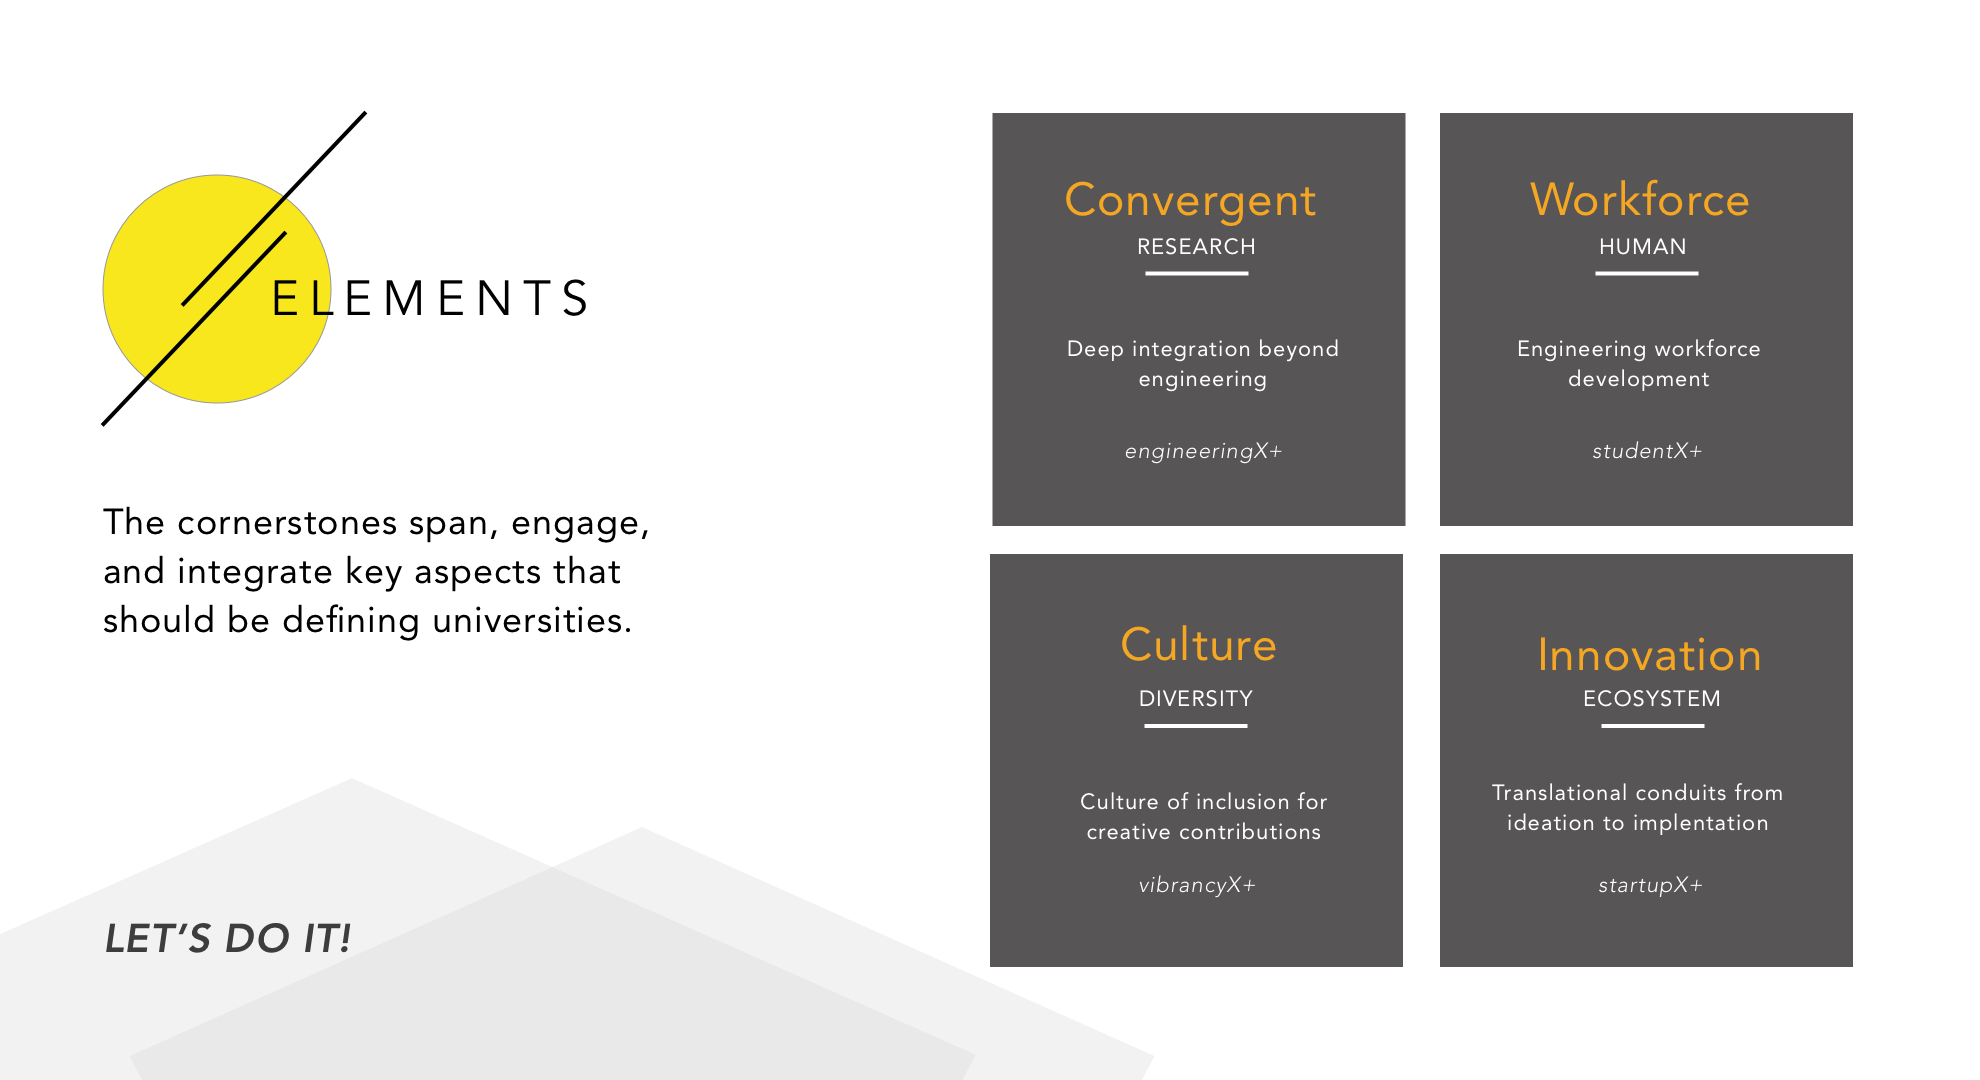 ELEMENTS
The cornerstones span, engage,
and integrate key aspects that
should be defining universities.
LET’S DO IT!
Convergent
RESEARCH
Deep integration beyond
engineering
engineeringX+
Workforce
HUMAN
Engineering workforce
development
studentX+
Culture
DIVERSITY
Culture of inclusion for
creative contributions
vibrancyX+
Innovation
ECOSYSTEM
Translational conduits from
ideation to implentation
startupX+